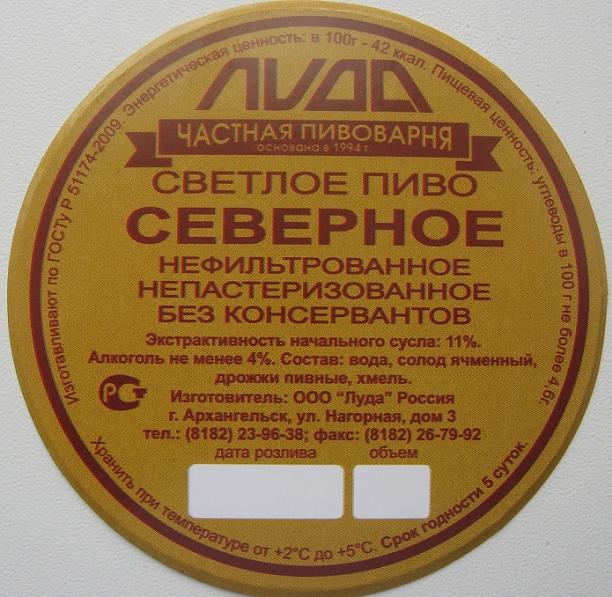 Изготавливают по ГОСТу Р 51174-2009. Энергетическая ценность: в 100г - 42 ккал. Пищевая ценность: углеводы в 100 г не более 4,6г.
ЛУДА
ЧАСТНАЯ ПИВОВАРНЯ
основана в 1994 г.
СВЕТЛОЕ ПИВО
СЕВЕРНОЕ
НЕФИЛЬТРОВАННОЕ
НЕПАСТЕРИЗОВАННОЕ
БЕЗ КОНСЕРВАНТОВ
Экстрактивность начального сусла: 11%.
Алкоголь не менее 4%. Состав: вода, солод ячменный,
дрожжи пивные, хмель.
РСТ
Изготовитель: ООО "Луда" Россия
г. Архангельск, ул. Нагорная, дом 3
тел.: (8182) 23-96-38; факс: (8182) 26-79-92
дата розлива объем
Хранить при температуре от +2°С до +5°С. Срок годности 5 суток.